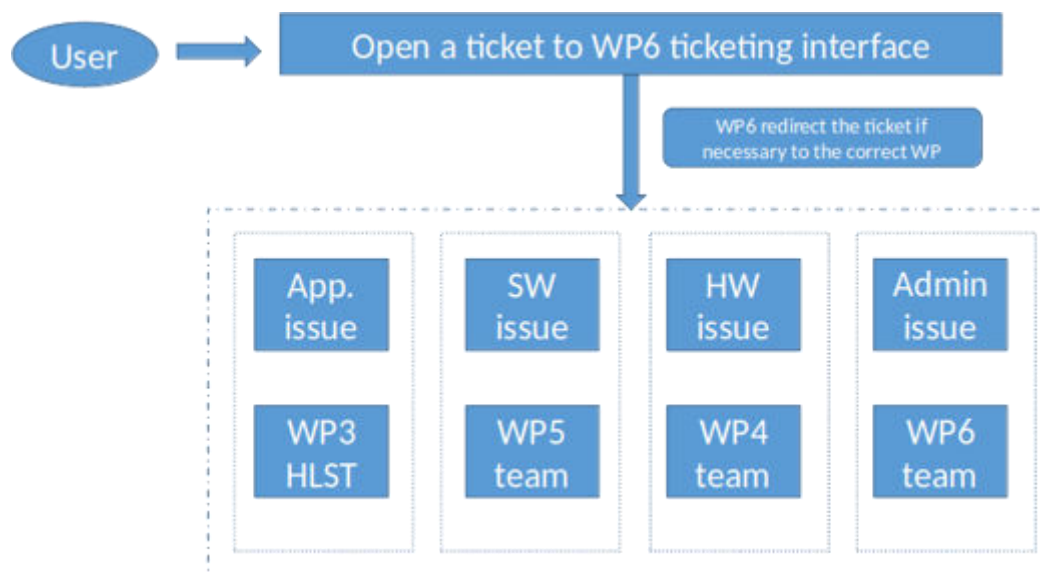 User
Open a ticket to WP6 ticketing interface
WP6 redirect the ticket if
necessary to the correct WP
App.
issue
SW
issue
HW
issue
Admin
issue
WP3
HLST
WP5
team
WP4
team
WP6
team